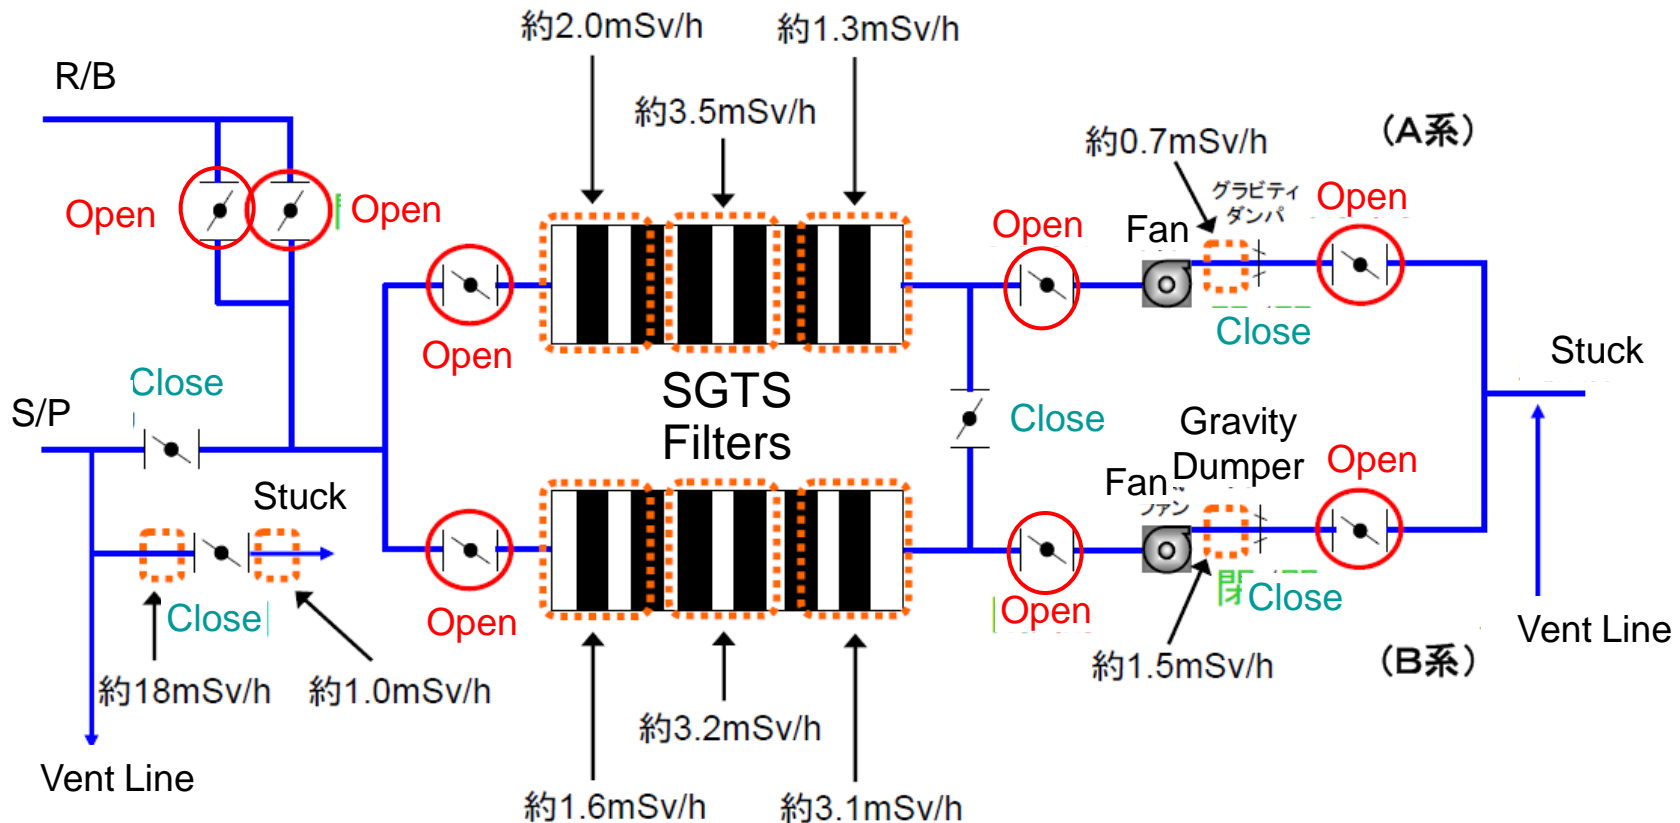 約2.0mSv/h
約1.3mSv/h
R/B
約3.5mSv/h
(A系)
約0.7mSv/h
グラビティ
ダンパ
Open
Open
Open
Open
Fan
Open
Close
Open
Stuck
Close
SGTS
Filters
S/P
Close
Gravity
Dumper
Open
Fan
ファン
Stuck
Close
Close
Open
Open
Vent Line
(B系)
約1.5mSv/h
約18mSv/h
約1.0mSv/h
約3.2mSv/h
Vent Line
約1.6mSv/h
約3.1mSv/h